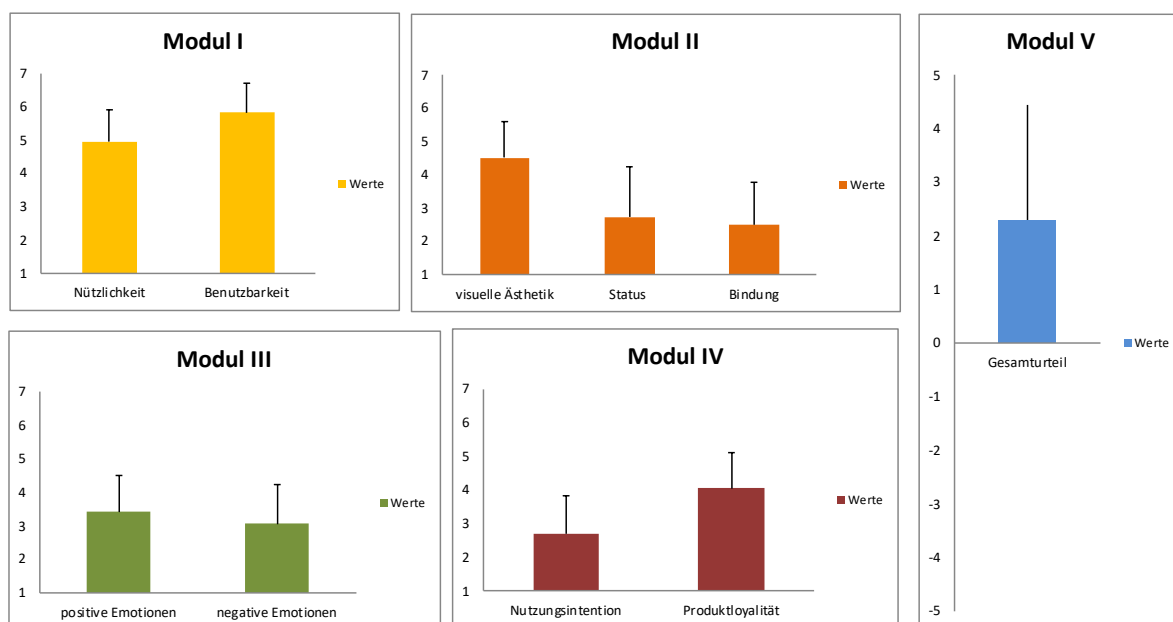 Modul I
7
6
5
4
3
2
1
Nützlichkeit Benutzbarkeit
Werte
Modul II
7
6
5
4
3
2
1
visuelle Ästhetik Status Bindung
Werte
Modul V
5
4
3
2
1
0
-1
-2
-3
-4
-5
Gesamturteil
Werte
Modul III
7
6
5
4
3
2
1
positive Emotionen negative Emotionen
Werte
Modul IV
7
6
5
4
3
2
1
Nutzungsintention Produktloyalität
Werte